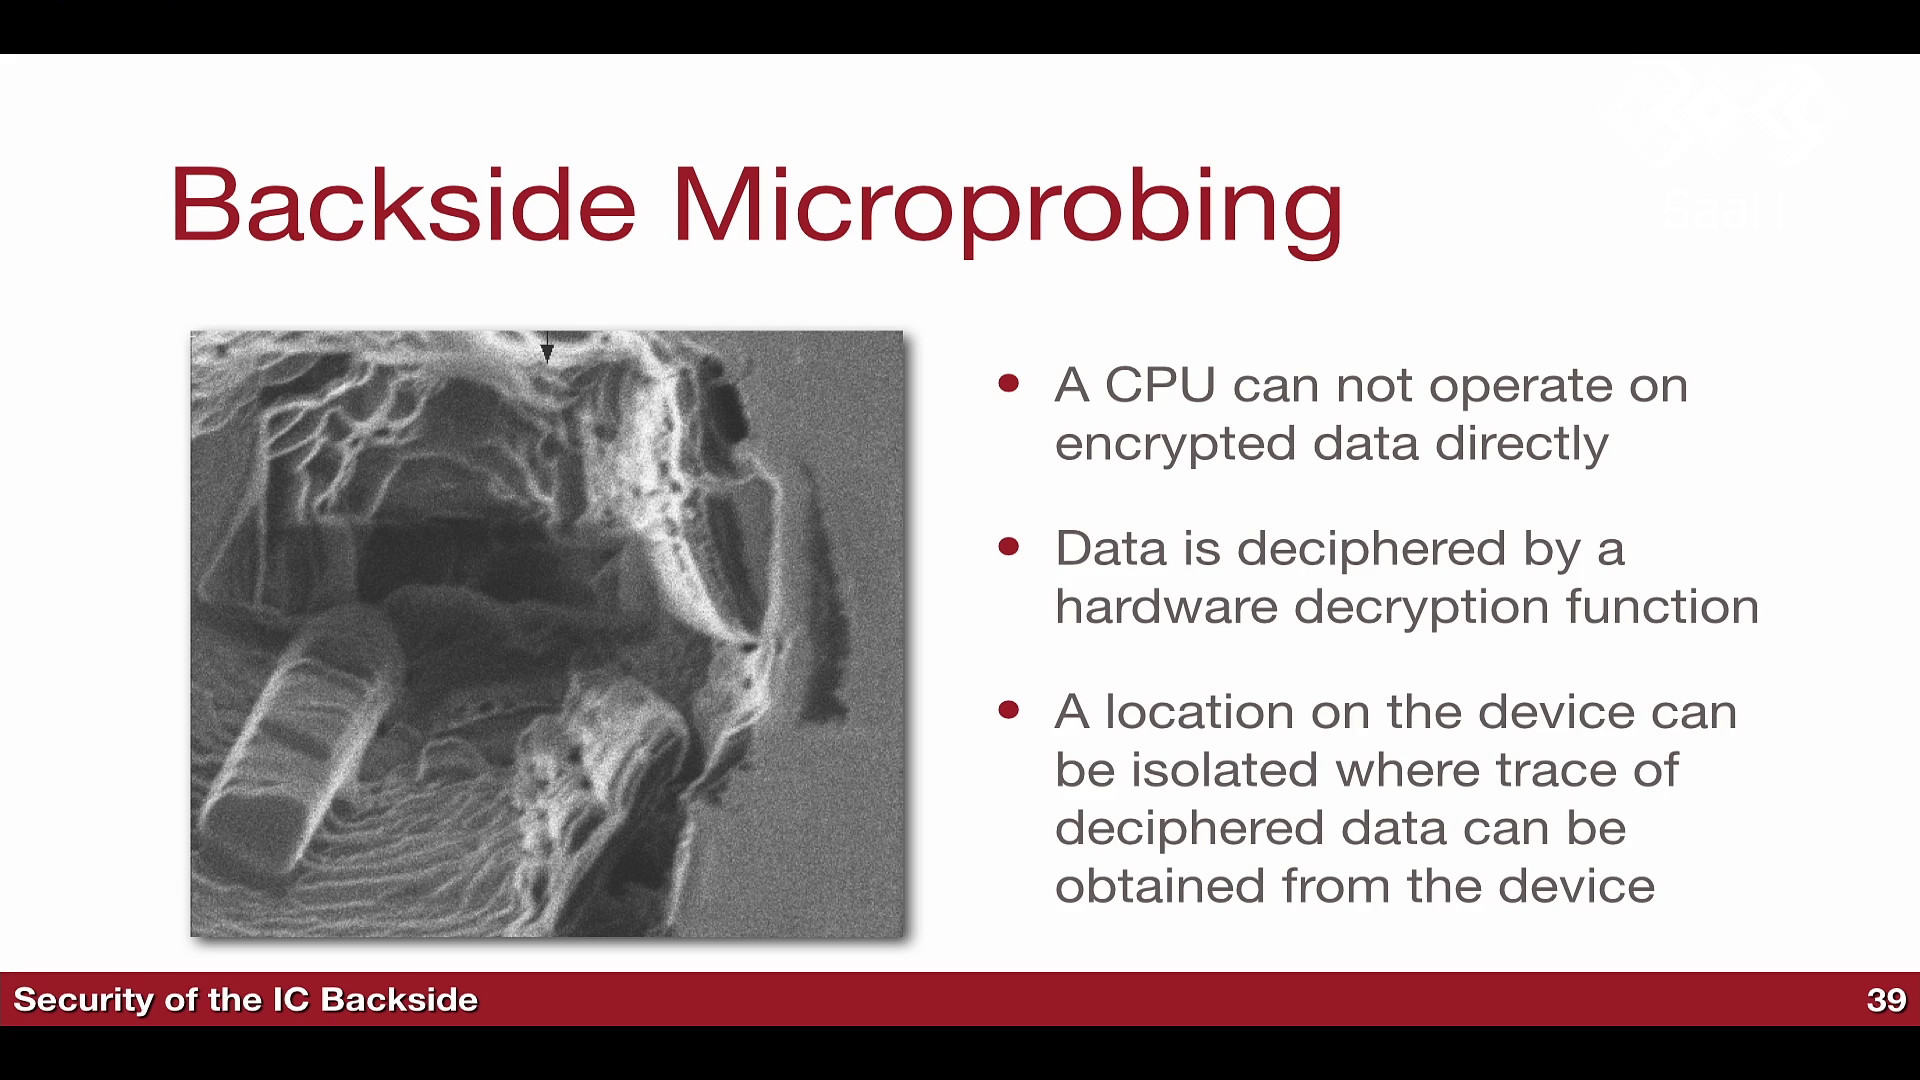 Backside Microprobing
• A CPU can not operate on
encrypted data directly
• Data is deciphered by a
hardware decryption function
• A location on the device can
be isolated where trace of
deciphered data can be
obtained from the device
Security of the IC Backside
39